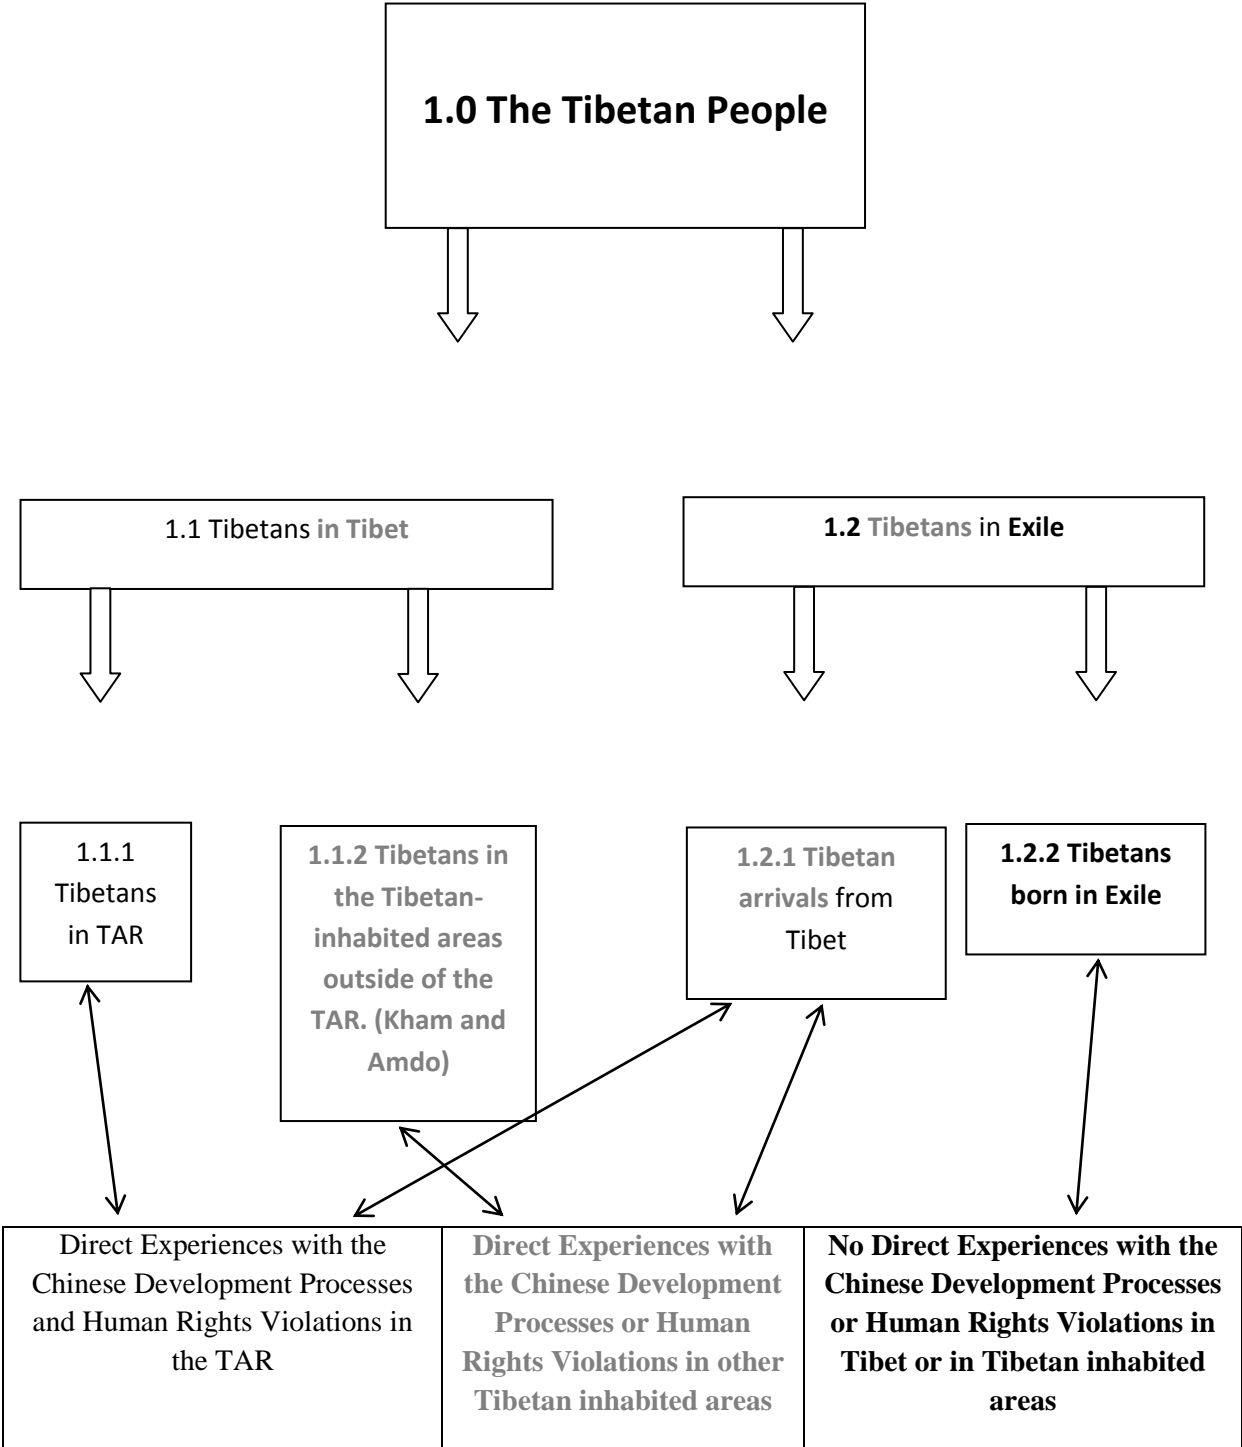 1.0 The Tibetan People
1.1 Tibetans in Tibet
1.2 Tibetans in Exile
1.1.1
Tibetans
in TAR
1.1.2 Tibetans in
the Tibetan-
inhabited areas
outside of the
TAR. (Kham and
Amdo)
1.2.1 Tibetan
arrivals from
Tibet
1.2.2 Tibetans
born in Exile
Direct Experiences with the
Chinese Development Processes
and Human Rights Violations in
the TAR
Direct Experiences with
the Chinese Development
Processes or Human
Rights Violations in other
Tibetan inhabited areas
No Direct Experiences with the
Chinese Development Processes
or Human Rights Violations in
Tibet or in Tibetan inhabited
areas